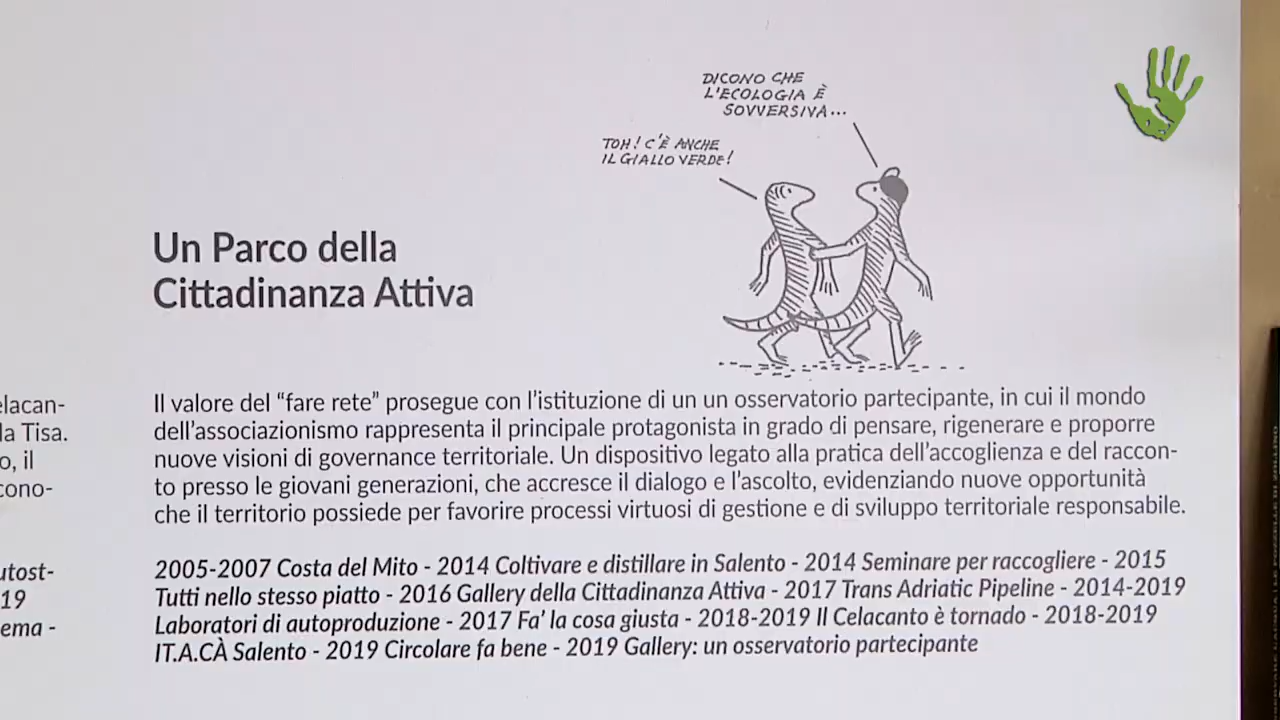 DICONO CHE
L'ECOLOGIA È
SOVVERSIVA...
TOH! C'È ANCHE
IL GIALLO VERDE!
Un Parco della
Cittadinanza Attiva
elacan-
la Tisa.
o, il
cono-
Il valore del “fare rete” prosegue con l’istituzione di un un osservatorio partecipante, in cui il mondo
dell’associazionismo rappresenta il principale protagonista in grado di pensare, rigenerare e proporre
nuove visioni di governance territoriale. Un dispositivo legato alla pratica dell’accoglienza e del raccon-
to presso le giovani generazioni, che accresce il dialogo e l’ascolto, evidenziando nuove opportunità
che il territorio possiede per favorire processi virtuosi di gestione e di sviluppo territoriale responsabile.
utost-
19
ema -
2005-2007 Costa del Mito - 2014 Coltivare e distillare in Salento - 2014 Seminare per raccogliere - 2015
Tutti nello stesso piatto - 2016 Gallery della Cittadinanza Attiva - 2017 Trans Adriatic Pipeline - 2014-2019
Laboratori di autoproduzione - 2017 Fa’ la cosa giusta - 2018-2019 Il Celacanto è tornado - 2018-2019
IT.A.CÀ Salento - 2019 Circolare fa bene - 2019 Gallery: un osservatorio partecipante